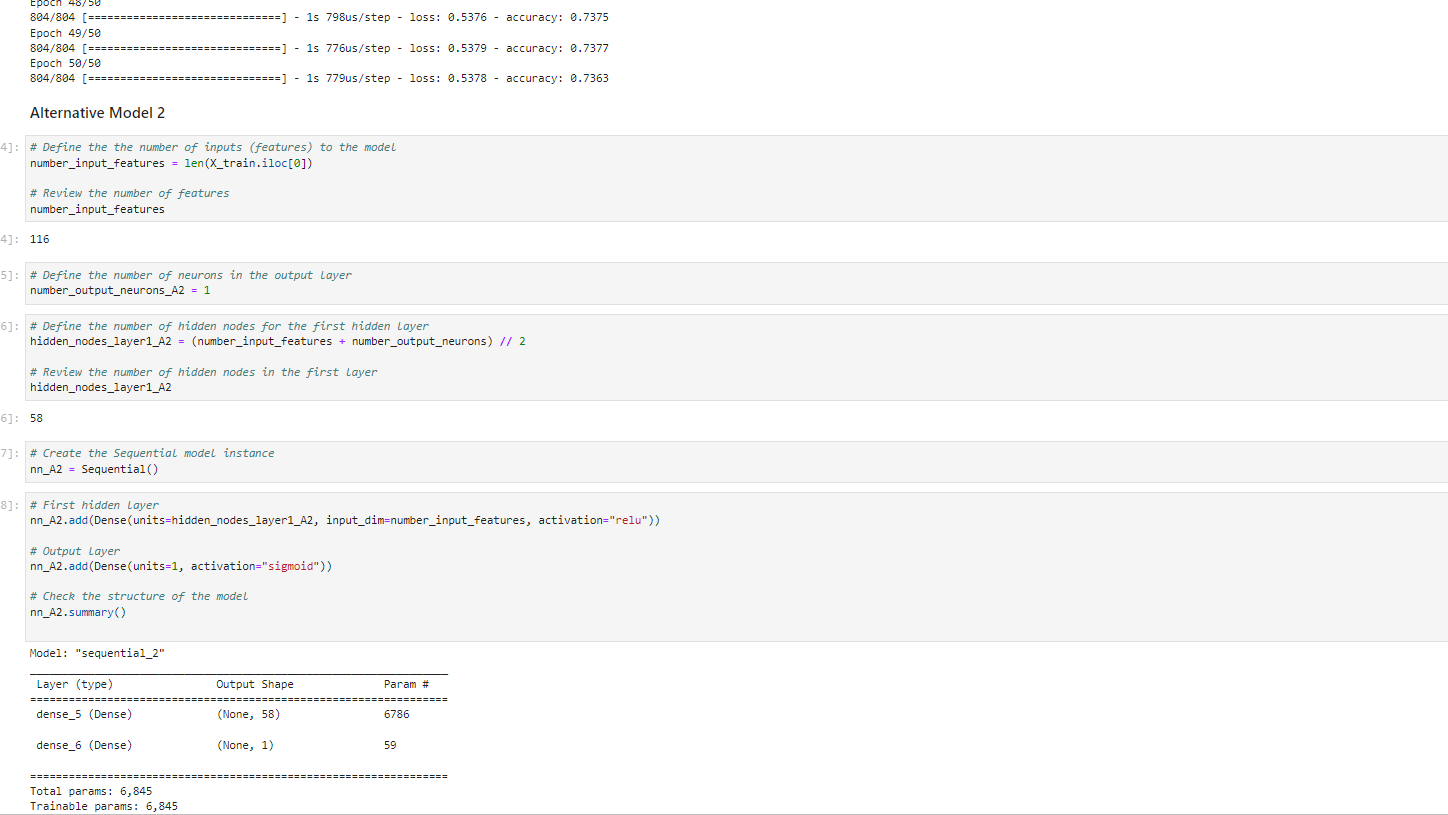 Epoch 48/50
804/804 [==============================] - 1s 798us/step - loss: 0.5376 - accuracy: 0.7375
Epoch 49/50
804/804 [==============================] - 1s 776us/step - loss: 0.5379 - accuracy: 0.7377
Epoch 50/50
804/804 [==============================] - 1s 779us/step - loss: 0.5378 - accuracy: 0.7363
Alternative Model 2
4]: # Define the the number of inputs (features) to the model
number_input_features = len(X_train.iloc[0])
# Review the number of features
number_input_features
4]: 116
5]: # Define the number of neurons in the output layer
number_output_neurons_A2 = 1
6]: # Define the number of hidden nodes for the first hidden layer
hidden_nodes_layer1_A2 = (number_input_features + number_output_neurons) // 2
# Review the number of hidden nodes in the first layer
hidden_nodes_layer1_A2
6]: 58
7]: # Create the Sequential model instance
nn_A2 = Sequential()
8]: # First hidden layer
nn_A2.add(Dense(units=hidden_nodes_layer1_A2, input_dim=number_input_features, activation="relu"))
# Output layer
nn_A2.add(Dense(units=1, activation="sigmoid"))
# Check the structure of the model
nn_A2.summary()
Model: "sequential_2"
_________________________________________________________________
Layer (type) Output Shape Param #
=================================================================
dense_5 (Dense) (None, 58) 6786
dense_6 (Dense) (None, 1) 59
=================================================================
Total params: 6,845
Trainable params: 6,845